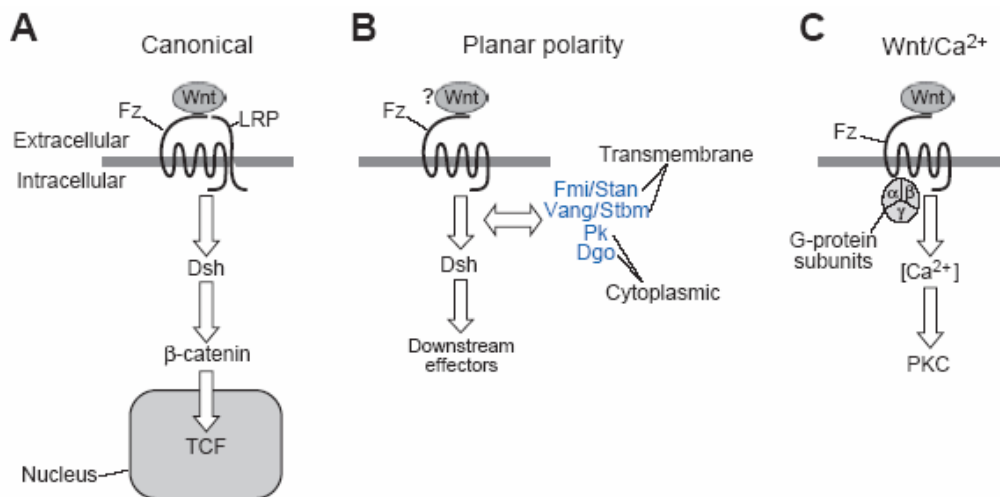 A
Canonical
Wnt
Fz
LRP
Extracellular
Intracellular
Dsh
β-catenin
TCF
Nucleus
B
Planar polarity
?
Wnt
Fz
Transmembrane
Fmi/Stan
Vang/Stbm
Pk
Dgo
Cytoplasmic
Dsh
Downstream
effectors
C
Wnt/Ca²⁺
Wnt
Fz
α β
γ
G-protein
subunits
[Ca²⁺]
PKC